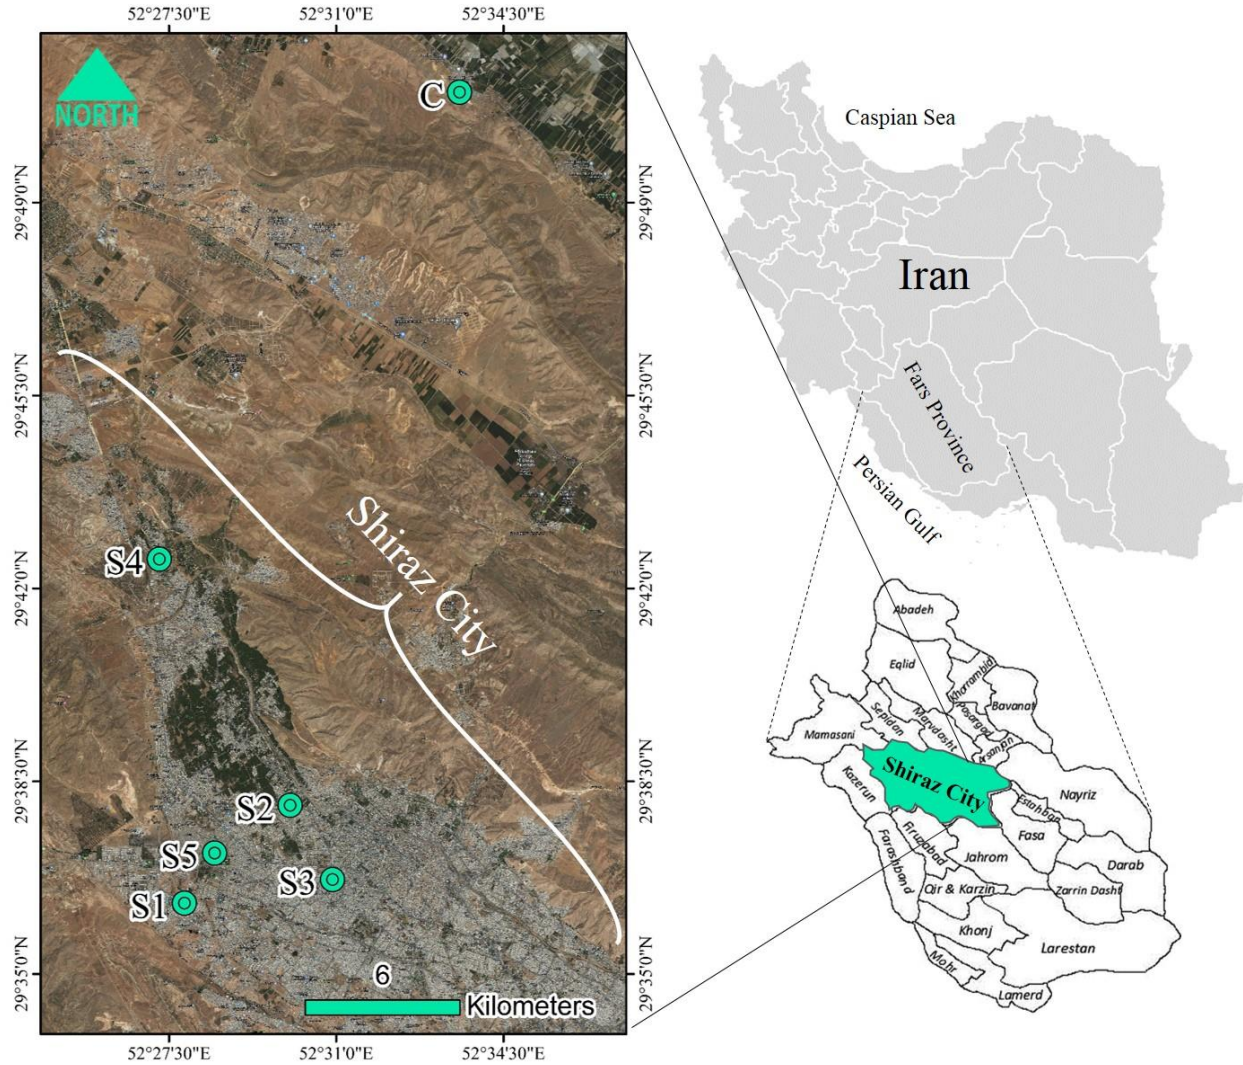 52°27'30"E 52°31'0"E 52°34'30"E
NORTH
C
29°49'0"N 29°49'0"N
29°45'30"N 29°45'30"N
Shiraz City
S4
29°42'0"N 29°42'0"N
S2
29°38'30"N 29°38'30"N
S5
S3
S1
29°35'0"N 29°35'0"N
6
Kilometers
52°27'30"E 52°31'0"E 52°34'30"E
Caspian Sea
Iran
Fars Province
Persian Gulf
Abadeh
Eqlid
Khorrambid
Bavanat
Sepidan
Marvdasht
Pasargad
Mamasani
Arsanjan
Shiraz City
Kazerun
Nayriz
Estahban
Firuzabad
Fasa
Farashband
Jahrom
Darab
Qir & Karzin
Zarrin Dasht
Khonj
Larestan
Mohr
Lamerd